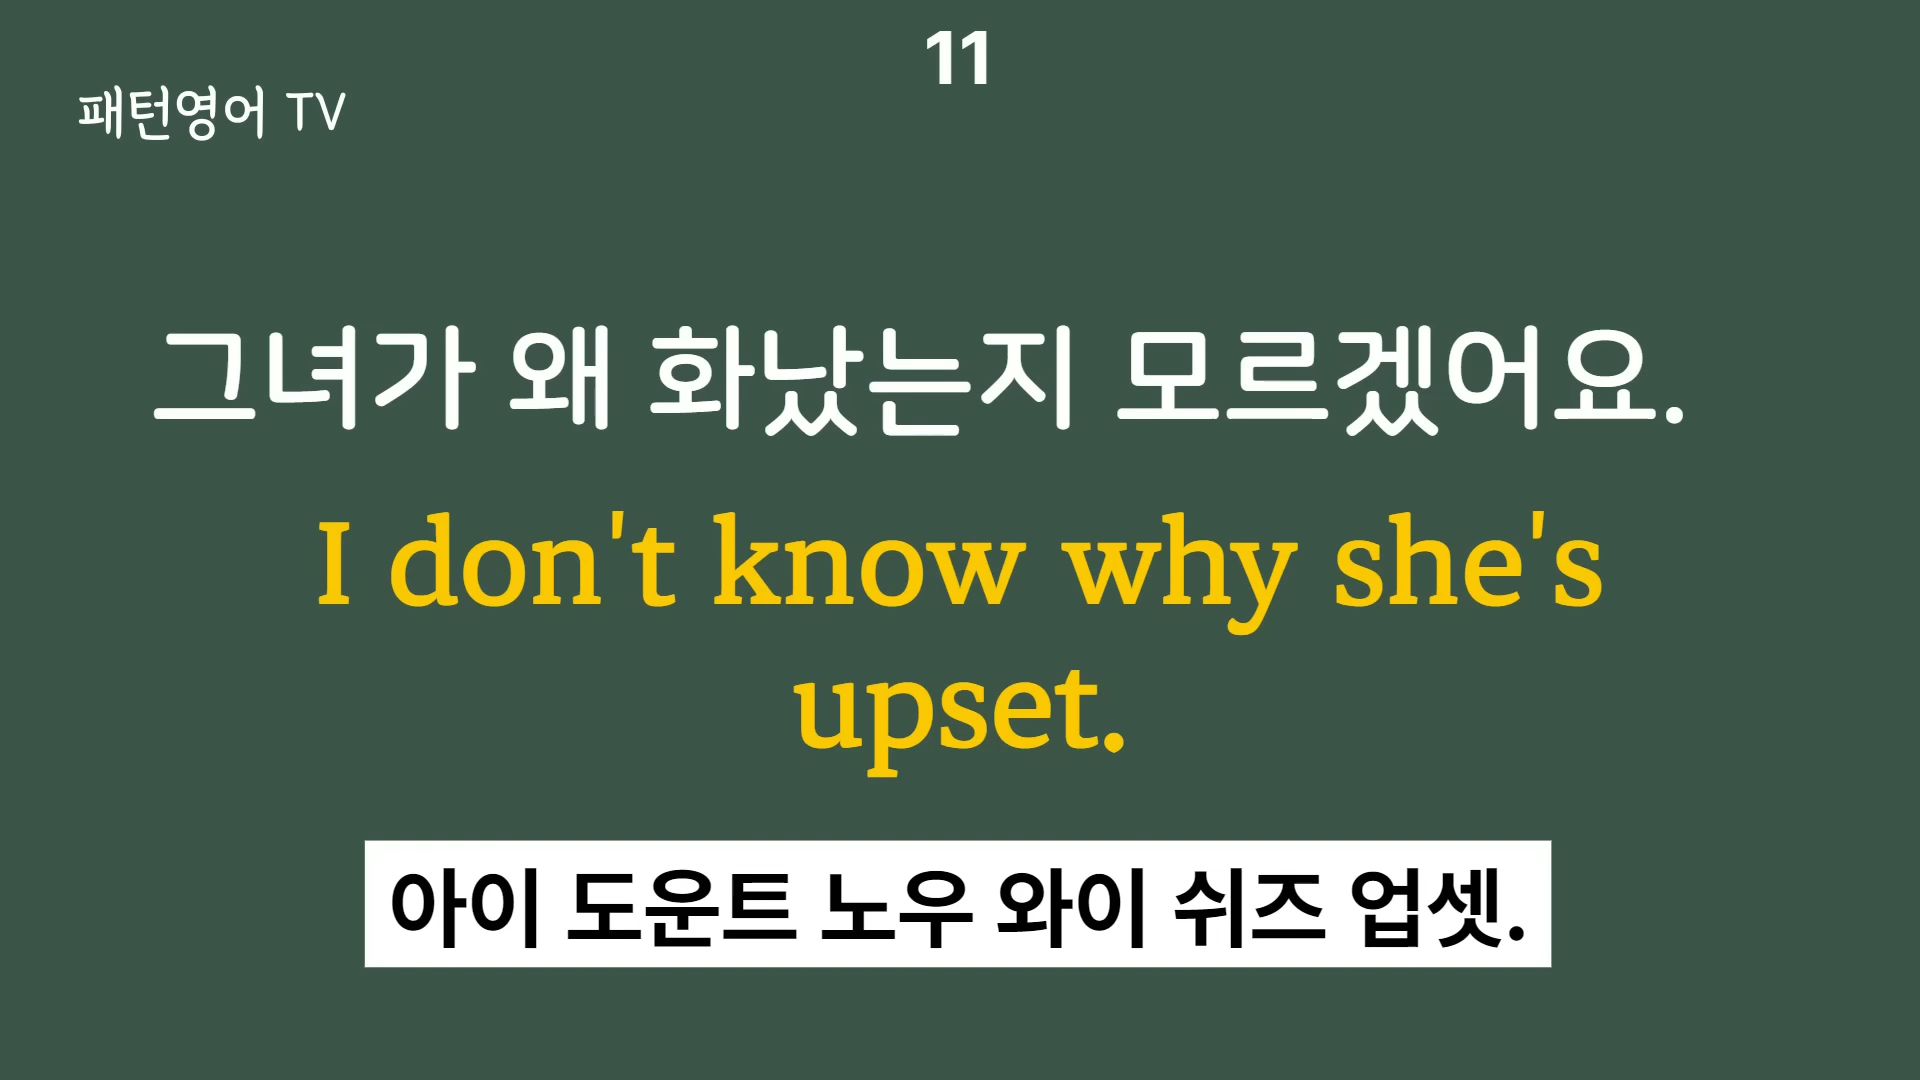 11
패턴영어 TV
그녀가 왜 화났는지 모르겠어요.
I don't know why she's
upset.
아이 도운트 노우 와이 쉬즈 업셋.